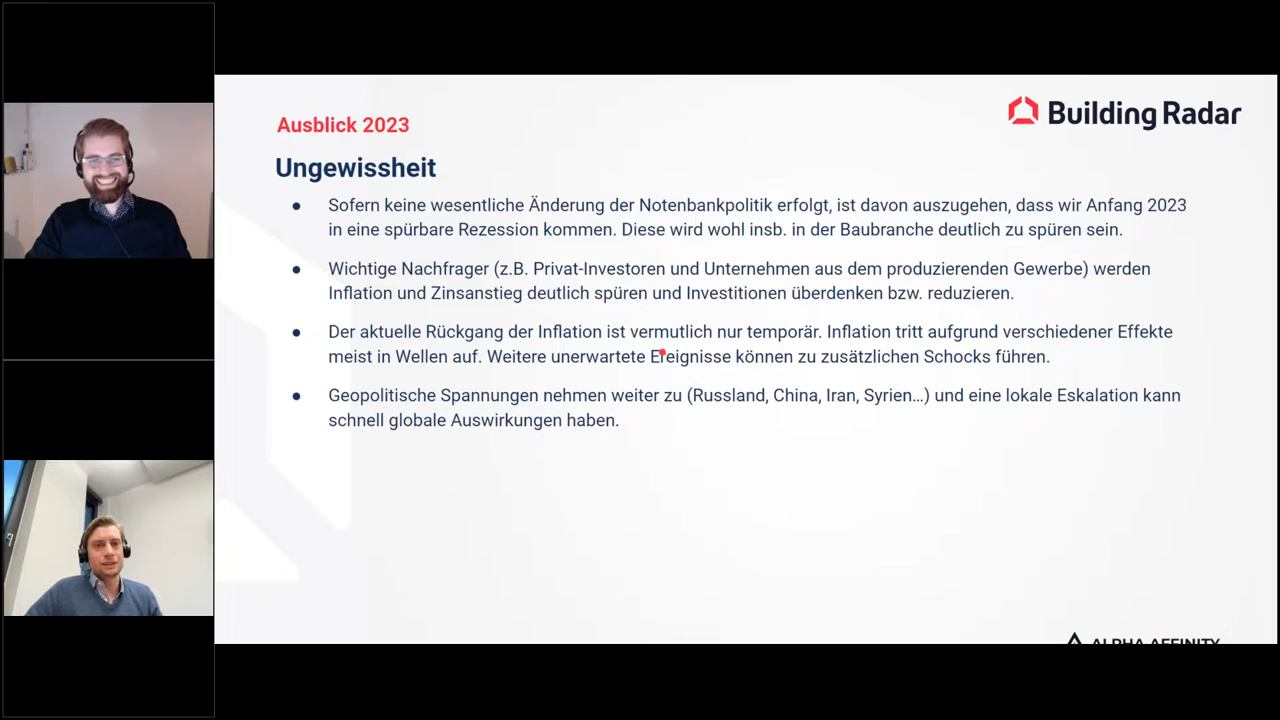 Building Radar
Ausblick 2023
Ungewissheit
● Sofern keine wesentliche Änderung der Notenbankpolitik erfolgt, ist davon auszugehen, dass wir Anfang 2023
in eine spürbare Rezession kommen. Diese wird wohl insb. in der Baubranche deutlich zu spüren sein.
● Wichtige Nachfrager (z.B. Privat-Investoren und Unternehmen aus dem produzierenden Gewerbe) werden
Inflation und Zinsanstieg deutlich spüren und Investitionen überdenken bzw. reduzieren.
● Der aktuelle Rückgang der Inflation ist vermutlich nur temporär. Inflation tritt aufgrund verschiedener Effekte
meist in Wellen auf. Weitere unerwartete Ereignisse können zu zusätzlichen Schocks führen.
● Geopolitische Spannungen nehmen weiter zu (Russland, China, Iran, Syrien…) und eine lokale Eskalation kann
schnell globale Auswirkungen haben.
ALPHA AFFINITY